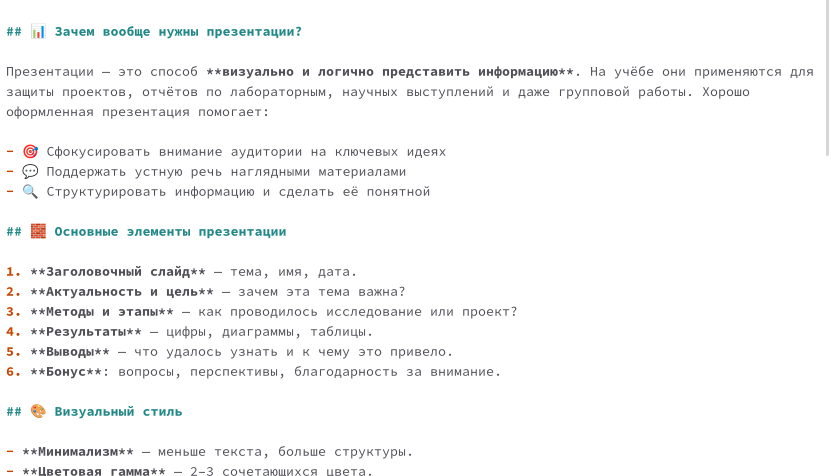 ## 📊 Зачем вообще нужны презентации?
Презентации — это способ **визуально и логично представить информацию**. На учёбе они применяются для
защиты проектов, отчётов по лабораторным, научных выступлений и даже групповой работы. Хорошо
оформленная презентация помогает:
- 🎯 Сфокусировать внимание аудитории на ключевых идеях
- 💬 Поддержать устную речь наглядными материалами
- 🔍 Структурировать информацию и сделать её понятной
## 🧱 Основные элементы презентации
1. **Заголовочный слайд** — тема, имя, дата.
2. **Актуальность и цель** — зачем эта тема важна?
3. **Методы и этапы** — как проводилось исследование или проект?
4. **Результаты** — цифры, диаграммы, таблицы.
5. **Выводы** — что удалось узнать и к чему это привело.
6. **Бонус**: вопросы, перспективы, благодарность за внимание.
## 🎨 Визуальный стиль
- **Минимализм** — меньше текста, больше структуры.
- **Цветовая гамма** — 2–3 сочетающихся цвета.